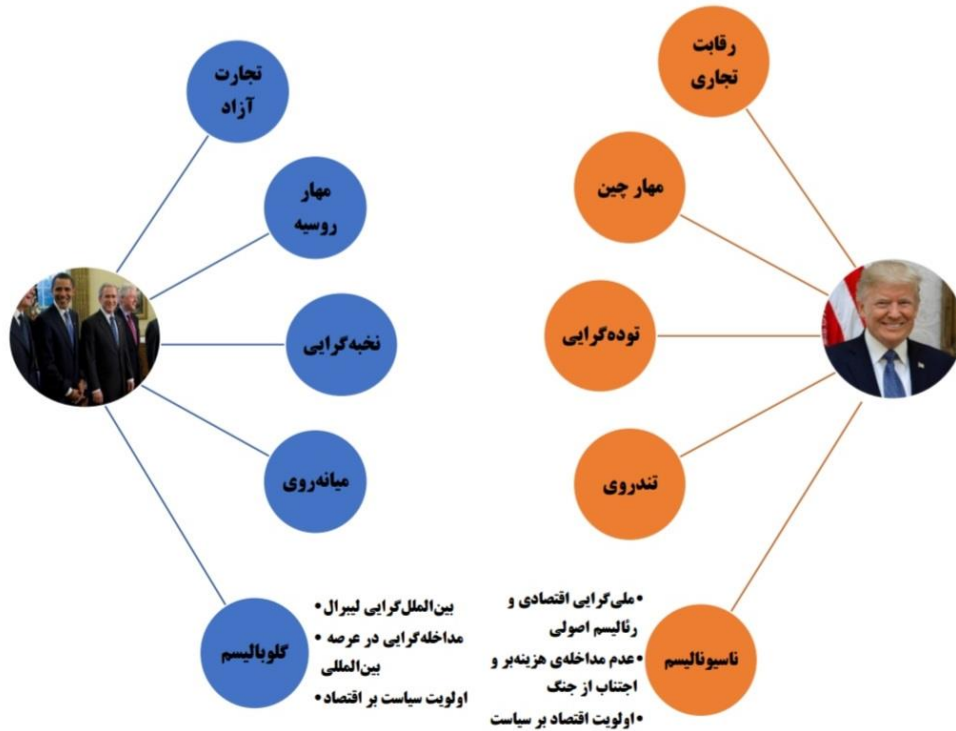 رقابت
تجاری
مهار چین
توده‌گرایی
تندروی
ناسیونالیسم
•ملی‌گرایی اقتصادی و
رئالیسم اصولی
•عدم مداخله‌ی هزینه‌بر و
اجتناب از جنگ
•اولویت اقتصاد بر سیاست
تجارت
آزاد
مهار
روسیه
نخبه‌گرایی
میانه‌روی
گلوبالیسم
•بین‌الملل‌گرایی لیبرال
•مداخله‌گرایی در عرصه
بین‌المللی
•اولویت سیاست بر اقتصاد